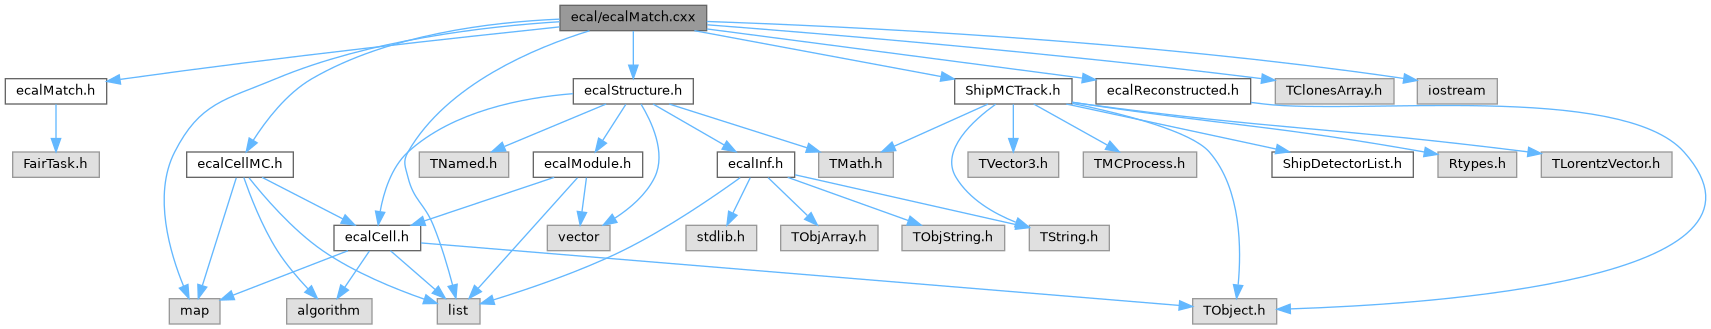 ecal/ecalMatch.cxx
ecalMatch.h
ecalStructure.h
ShipMCTrack.h
ecalReconstructed.h
TClonesArray.h
iostream
FairTask.h
ecalCellMC.h
TNamed.h
ecalModule.h
ecalInf.h
TMath.h
TVector3.h
TMCProcess.h
ShipDetectorList.h
Rtypes.h
TLorentzVector.h
ecalCell.h
vector
stdlib.h
TObjArray.h
TObjString.h
TString.h
map
algorithm
list
TObject.h